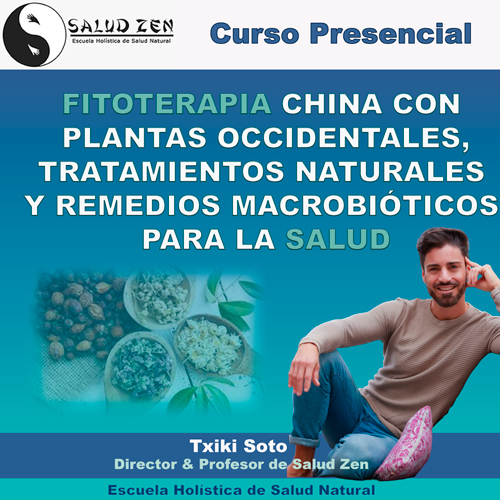 SALUD ZEN
Escuela Holística de Salud Natural
Curso Presencial
FITOTERAPIA CHINA CON
PLANTAS OCCIDENTALES,
TRATAMIENTOS NATURALES
Y REMEDIOS MACROBIÓTICOS
PARA LA SALUD
Txiki Soto
Director & Profesor de Salud Zen
Escuela Holística de Salud Natural